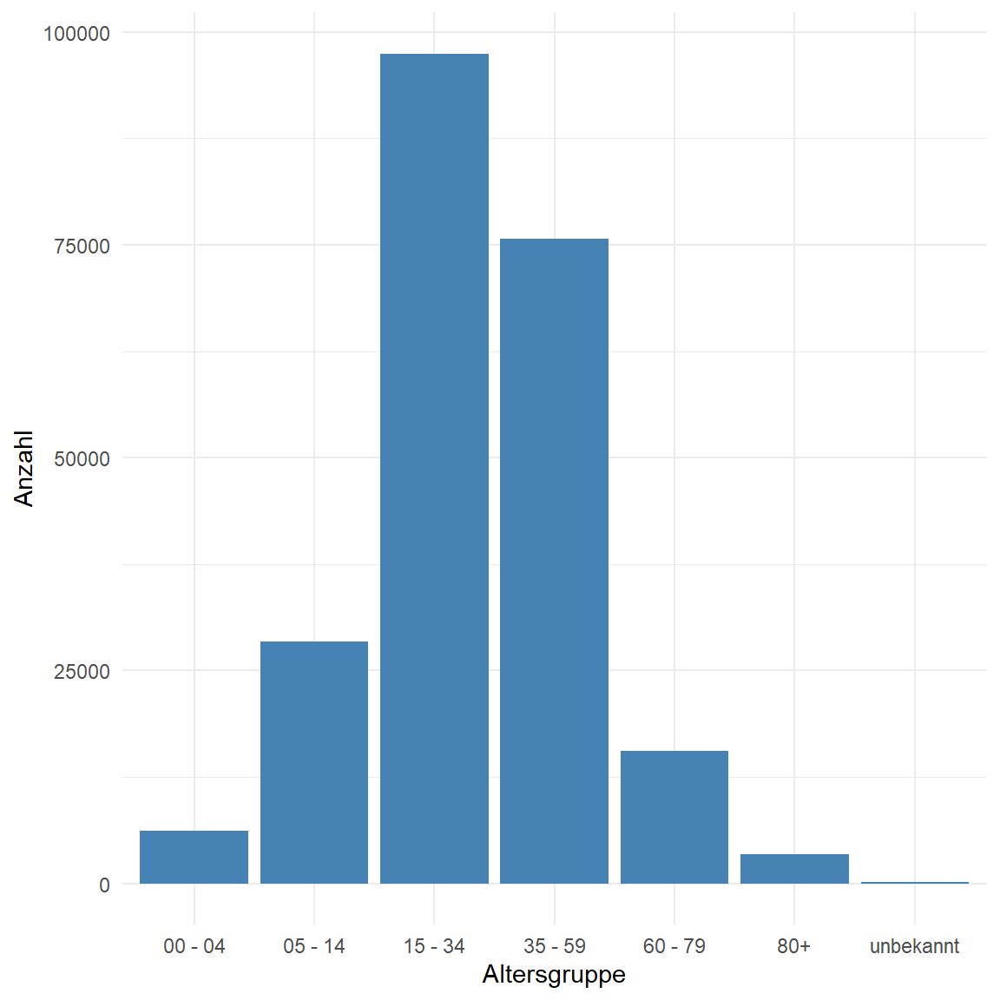 100000
75000
50000
25000
0
Anzahl
00 - 04 05 - 14 15 - 34 35 - 59 60 - 79 80+ unbekannt
Altersgruppe